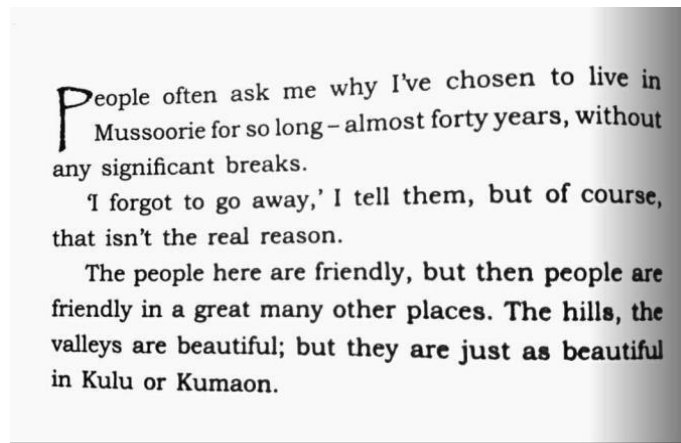 People often ask me why I've chosen to live in
Mussoorie for so long – almost forty years, without
any significant breaks.
'I forgot to go away,' I tell them, but of course,
that isn't the real reason.
The people here are friendly, but then people are
friendly in a great many other places. The hills, the
valleys are beautiful; but they are just as beautiful
in Kulu or Kumaon.